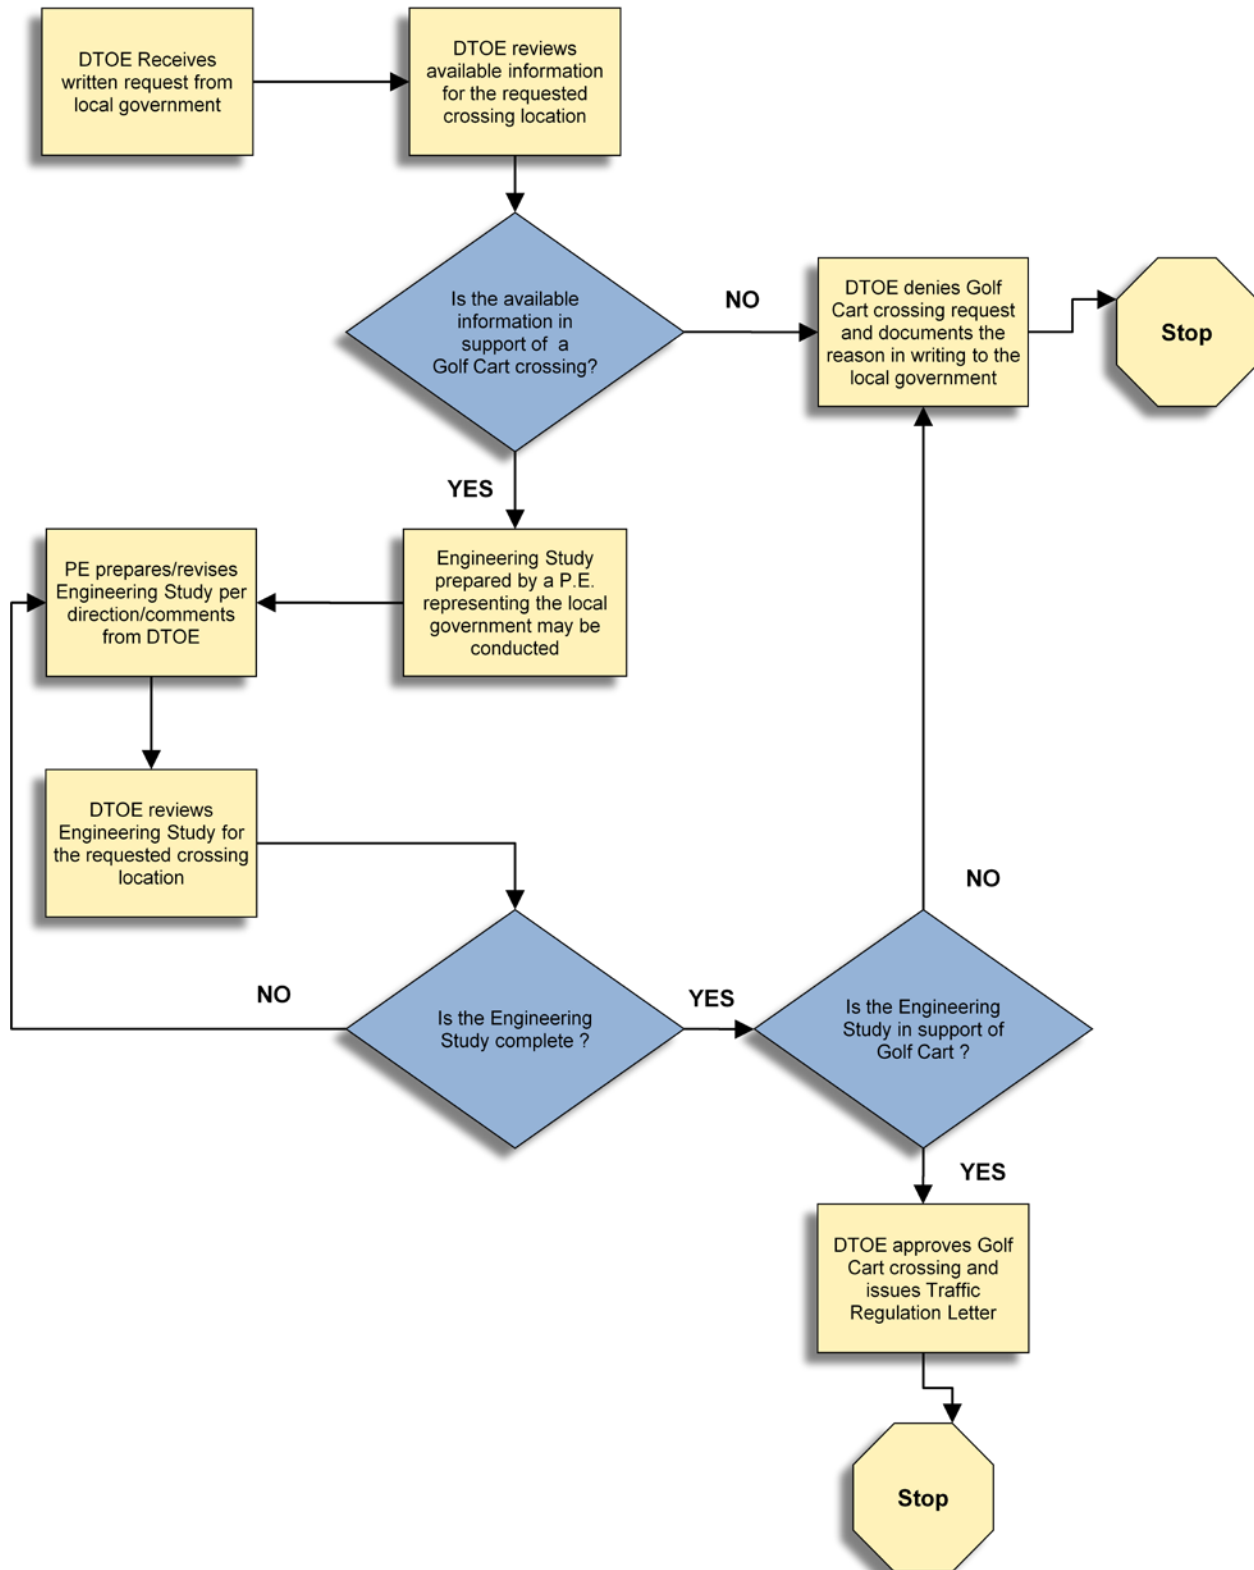 DTOE Receives
written request from
local government
DTOE reviews
available information
for the requested
crossing location
Is the available
information in
support of a
Golf Cart crossing?
NO
DTOE denies Golf
Cart crossing request
and documents the
reason in writing to the
local government
Stop
YES
Engineering Study
prepared by a P.E.
representing the local
government may be
conducted
PE prepares/revises
Engineering Study per
direction/comments
from DTOE
DTOE reviews
Engineering Study for
the requested crossing
location
NO
Is the Engineering
Study complete ?
YES
Is the Engineering
Study in support of
Golf Cart ?
NO
YES
DTOE approves Golf
Cart crossing and
issues Traffic
Regulation Letter
Stop